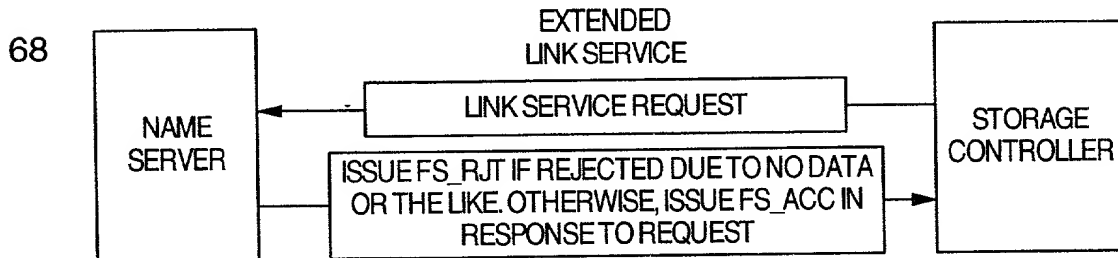 68
EXTENDED
LINK SERVICE
LINK SERVICE REQUEST
NAME
SERVER
STORAGE
CONTROLLER
ISSUE FS_RJT IF REJECTED DUE TO NO DATA
OR THE LIKE. OTHERWISE, ISSUE FS_ACC IN
RESPONSE TO REQUEST